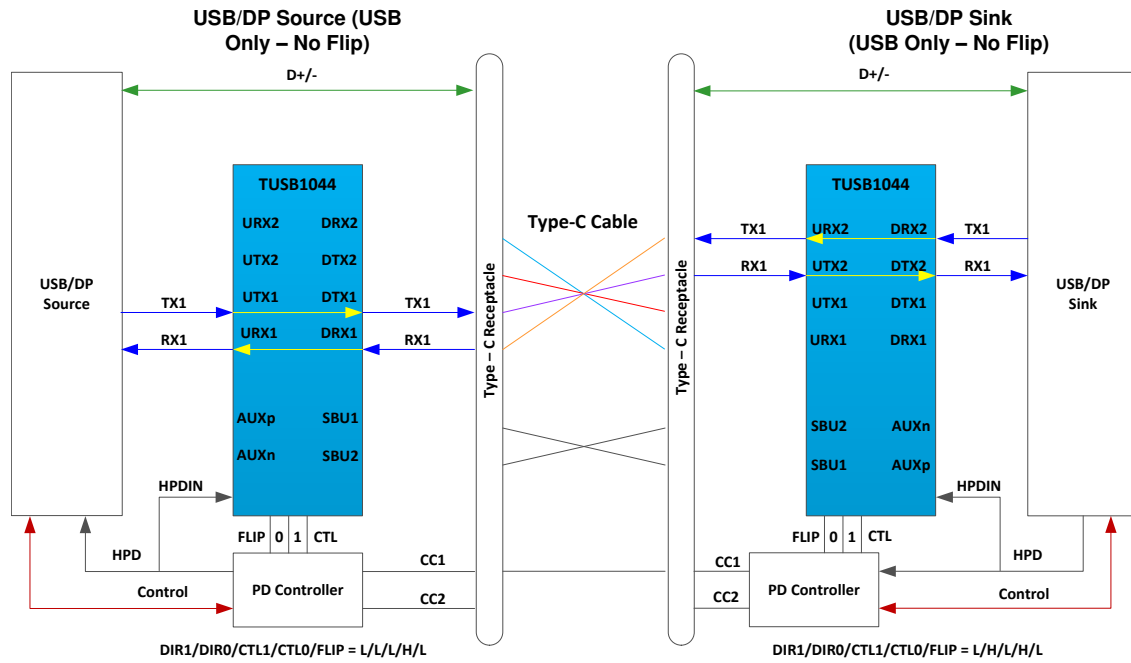 USB/DP Source (USB
Only – No Flip)
USB/DP Sink
(USB Only – No Flip)
D+/-
D+/-
TUSB1044
URX2 DRX2
UTX2 DTX2
UTX1 DTX1
URX1 DRX1
AUXp SBU1
AUXn SBU2
USB/DP
Source
TX1
TX1
RX1
RX1
HPDIN
HPD
Control
FLIP 0 1 CTL
PD Controller
CC1
CC2
Type – C Receptacle
Type-C Cable
Type – C Receptacle
TUSB1044
URX2 DRX2
UTX2 DTX2
UTX1 DTX1
URX1 DRX1
SBU2 AUXn
SBU1 AUXp
TX1
TX1
RX1
RX1
USB/DP
Sink
HPDIN
HPD
Control
FLIP 0 1 CTL
PD Controller
CC1
CC2
DIR1/DIR0/CTL1/CTL0/FLIP = L/L/L/H/L
DIR1/DIR0/CTL1/CTL0/FLIP = L/H/L/H/L